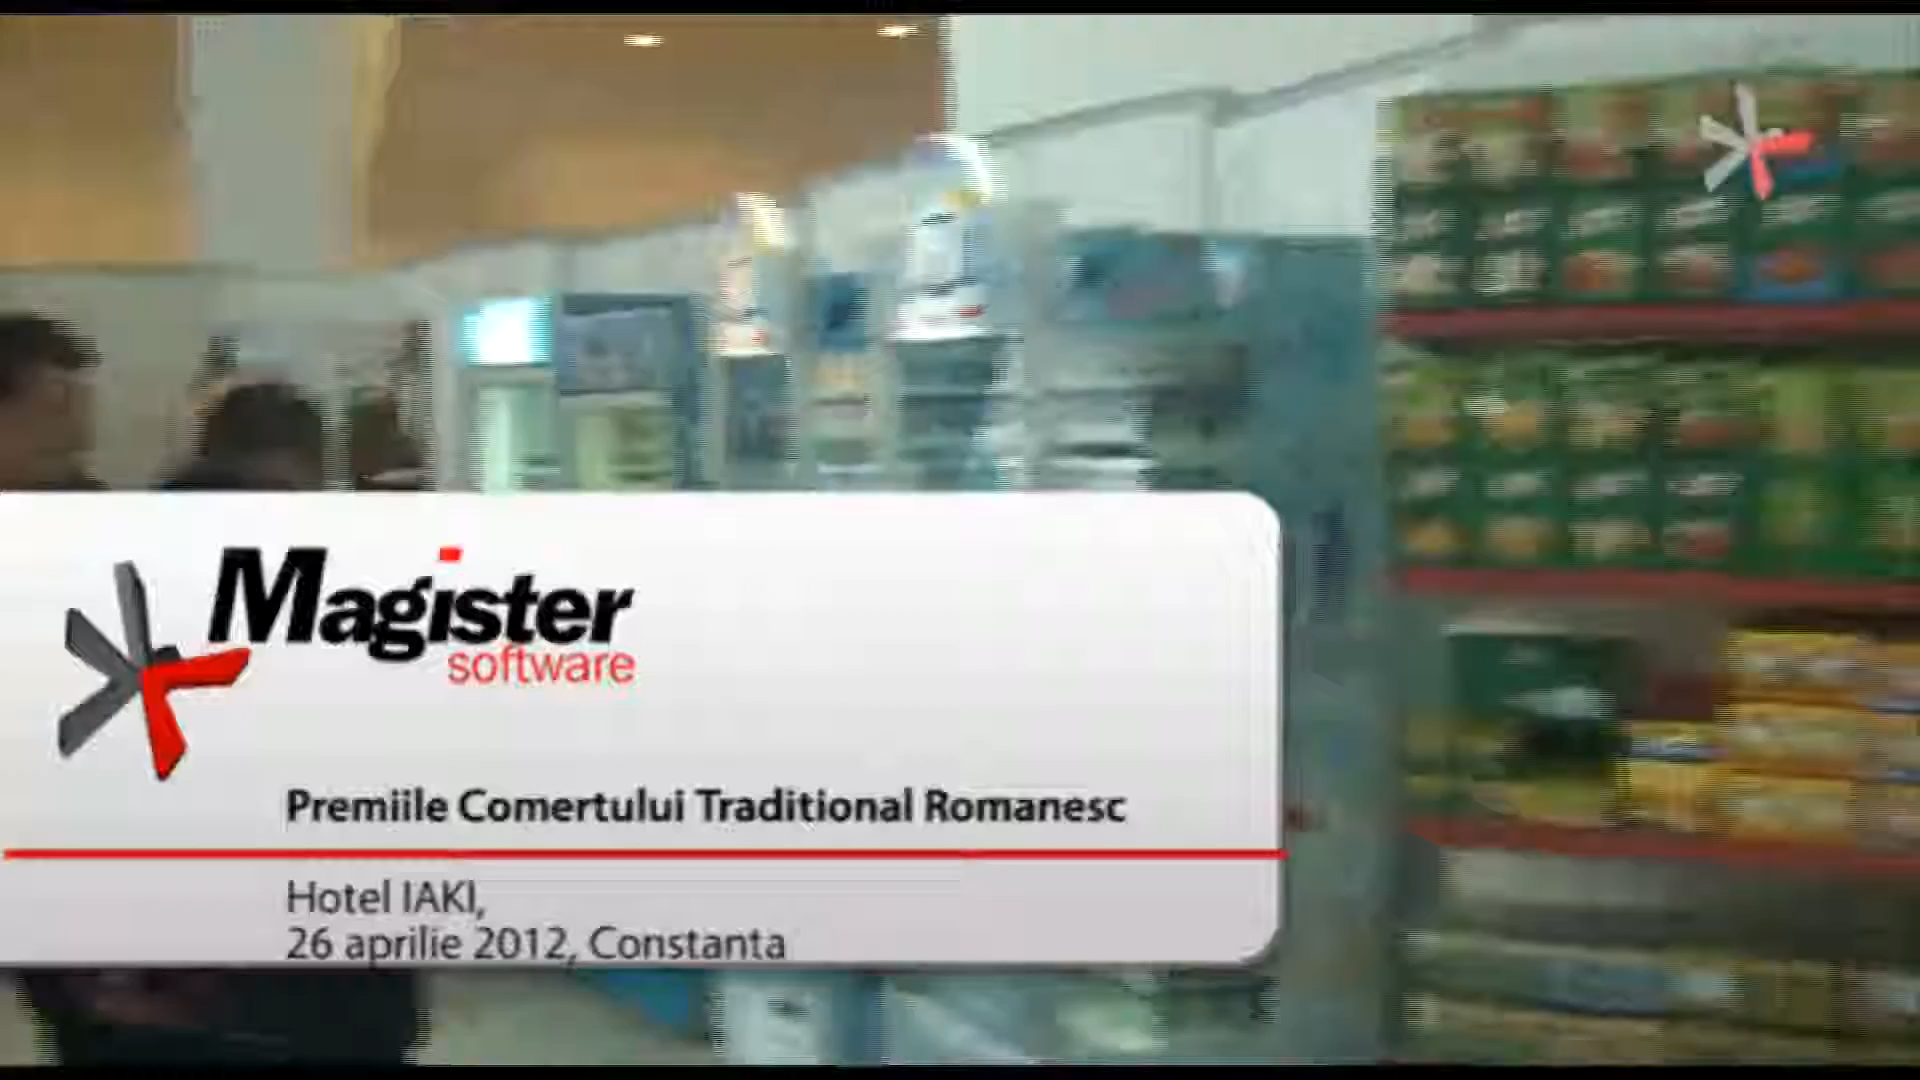 Magister
software
Premiile Comertului Traditional Romanesc
Hotel IAKI,
26 aprilie 2012, Constanta